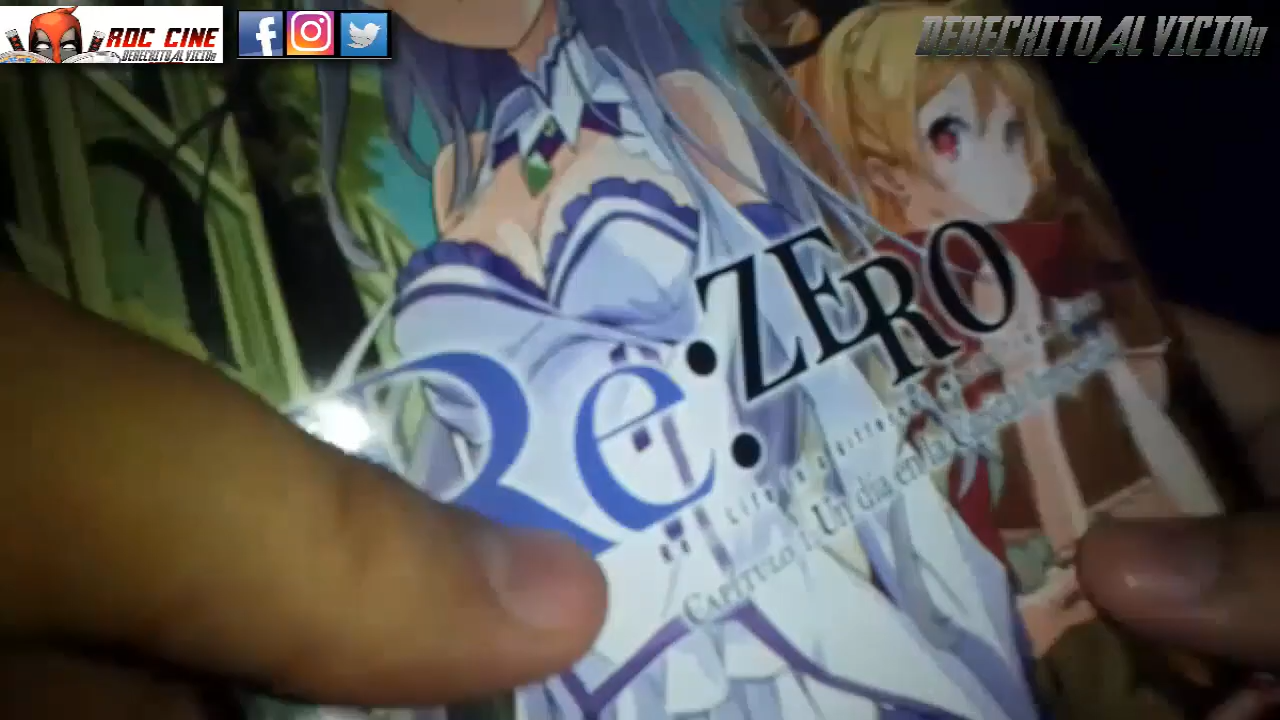 ROC CINE
DERECHITO AL VICIO!!
DERECHITO AL VICIO!!
Re:ZERO
CAPÍTULO 1: Un día en la